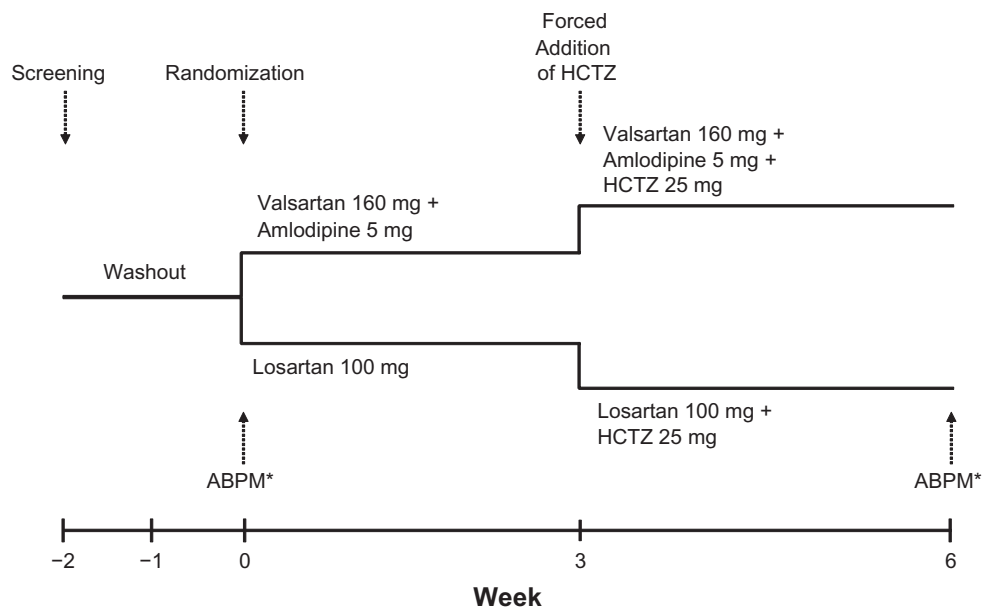 Forced
Addition
of HCTZ
Screening
Randomization
Valsartan 160 mg +
Amlodipine 5 mg +
HCTZ 25 mg
Valsartan 160 mg +
Amlodipine 5 mg
Washout
Losartan 100 mg
Losartan 100 mg +
HCTZ 25 mg
ABPM*
ABPM*
−2
−1
0
3
6
Week